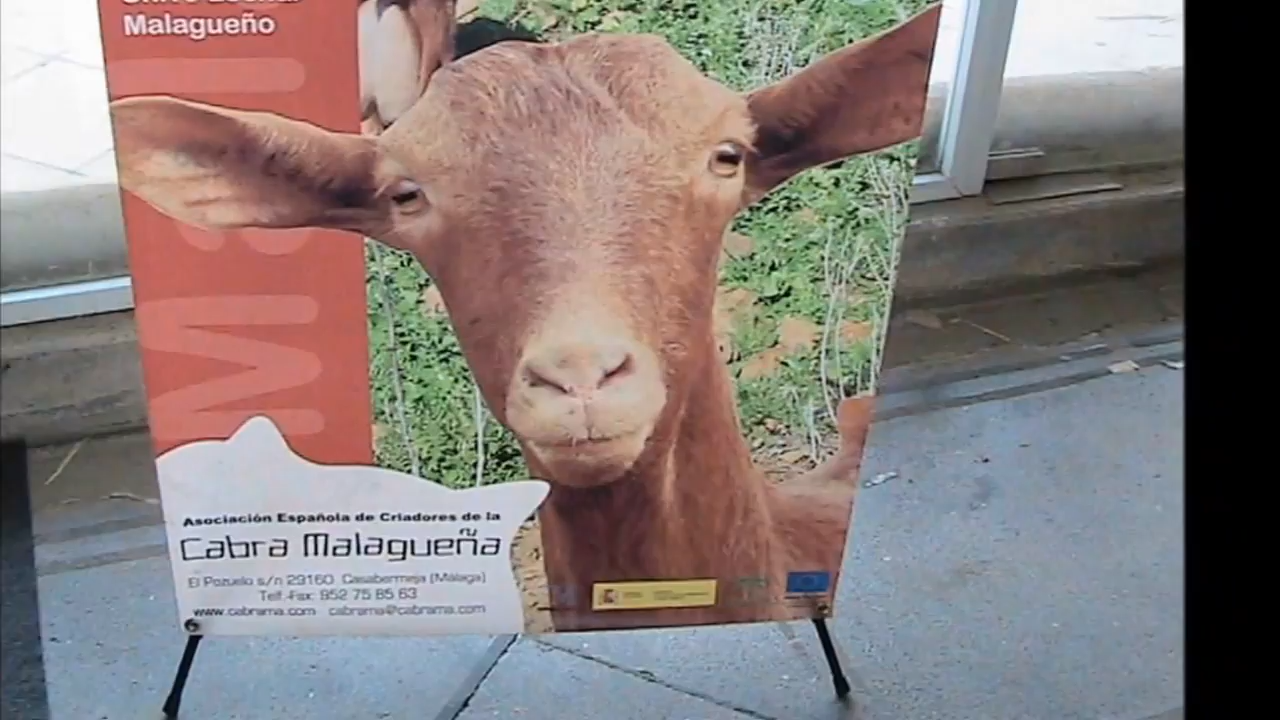 Malagueño
Mal
Asociación Española de Criadores de la
Cabra Malagueña
El Pozuelo s/n 29160 Casabermeja (Málaga)
Telf.-Fax: 952 75 85 63
www.cabrama.com cabrama@cabrama.com